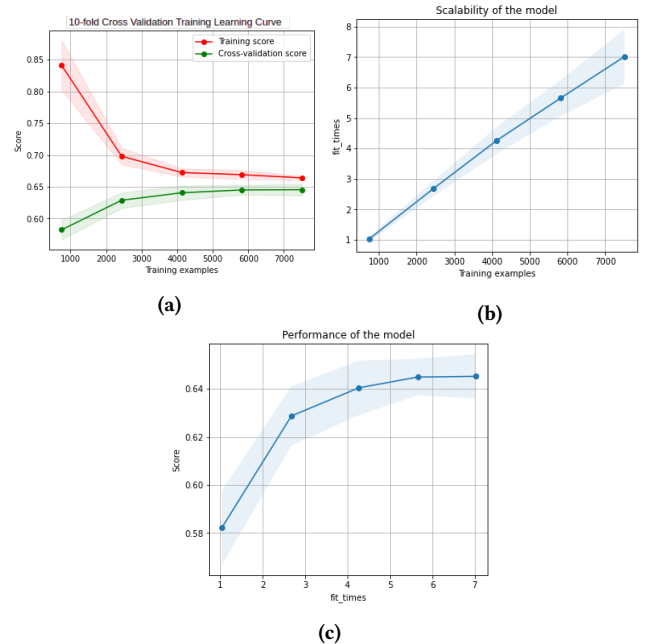 10-fold Cross Validation Training Learning Curve
Training score
Cross-validation score
0.85
0.80
0.75
0.70
0.65
0.60
Score
1000 2000 3000 4000 5000 6000 7000
Training examples
(a)
Scalability of the model
8
7
6
5
4
3
2
1
fit_times
1000 2000 3000 4000 5000 6000 7000
Training examples
(b)
Performance of the model
0.64
0.62
0.60
0.58
Score
1 2 3 4 5 6 7
fit_times
(c)